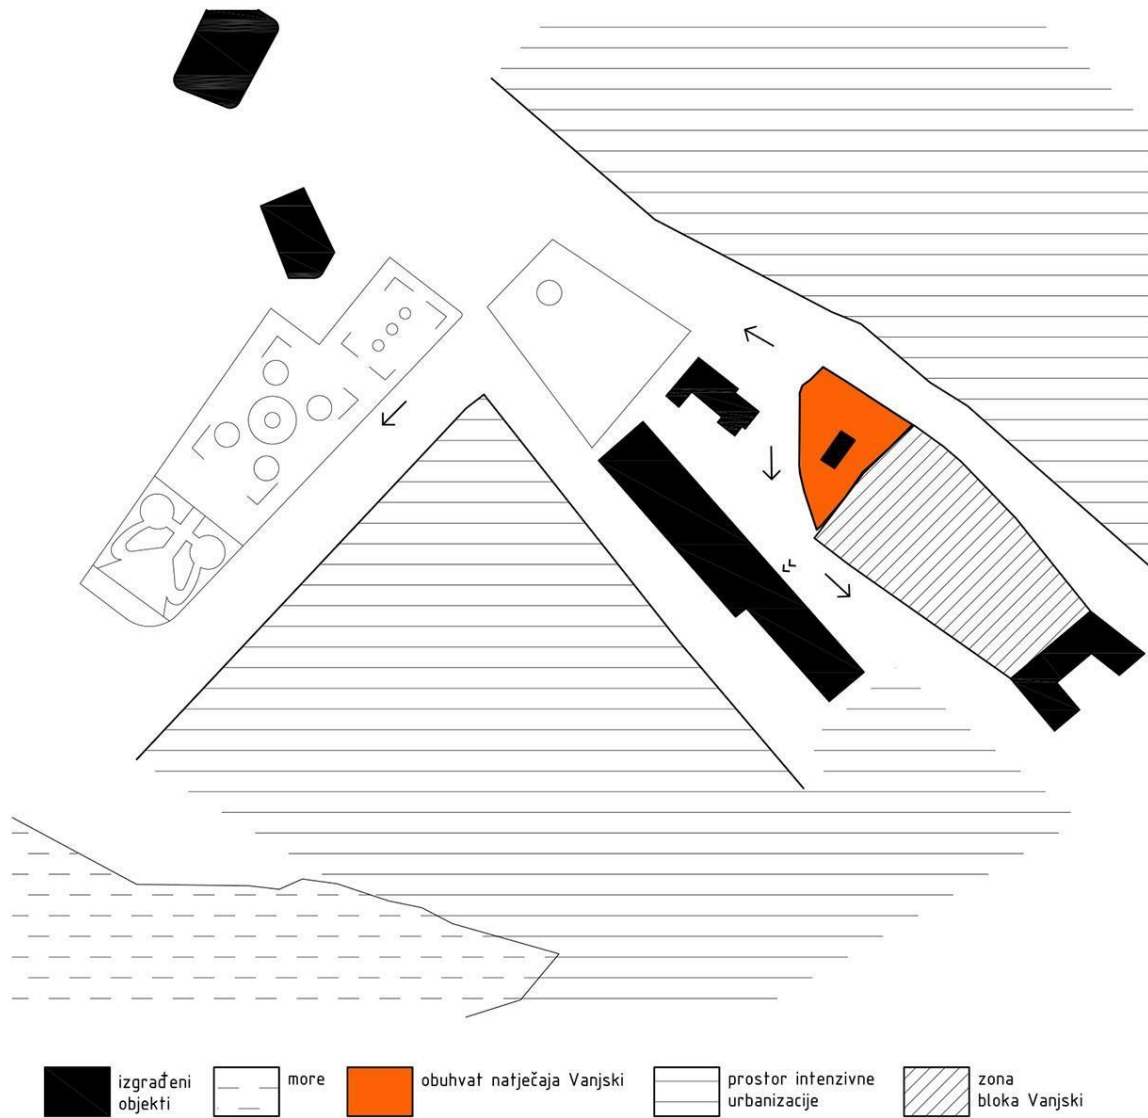 izgrađeni
objekti
more
obuhvat natječaja Vanjski
prostor intenzivne
urbanizacije
zona
bloka Vanjski